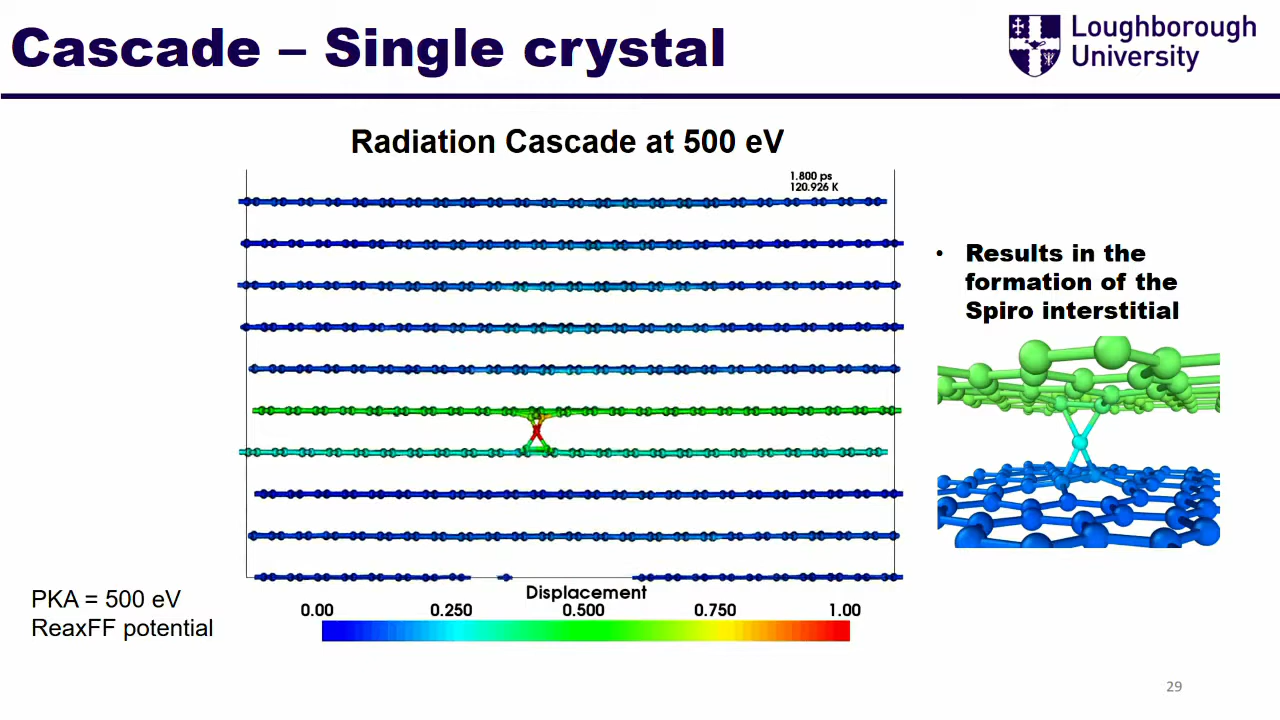 Cascade – Single crystal
Loughborough
University
Radiation Cascade at 500 eV
1.800 ps
120.926 K
• Results in the
formation of the
Spiro interstitial
PKA = 500 eV
ReaxFF potential
Displacement
0.00 0.250 0.500 0.750 1.00
29